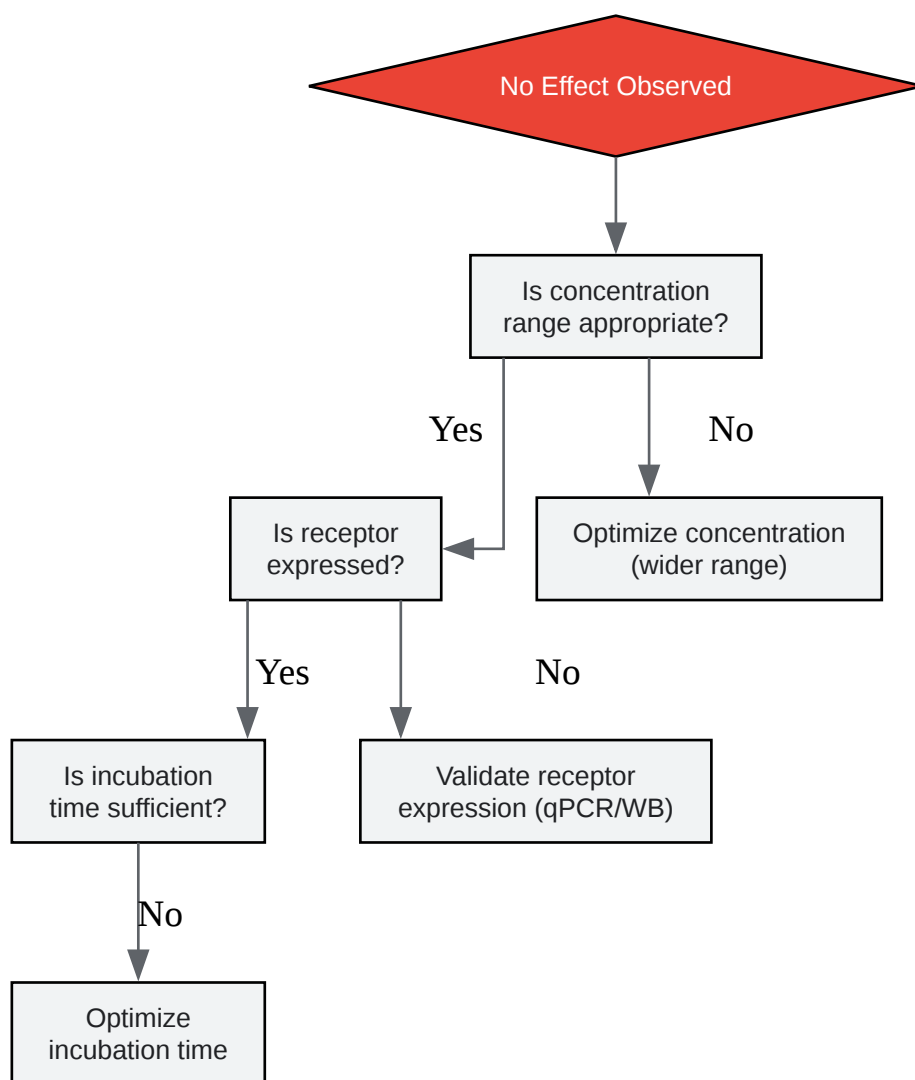 No Effect Observed
Is concentration
range appropriate?
Yes
No
Is receptor
expressed?
Optimize concentration
(wider range)
Yes
No
Is incubation
time sufficient?
Validate receptor
expression (qPCR/WB)
No
Optimize
incubation time